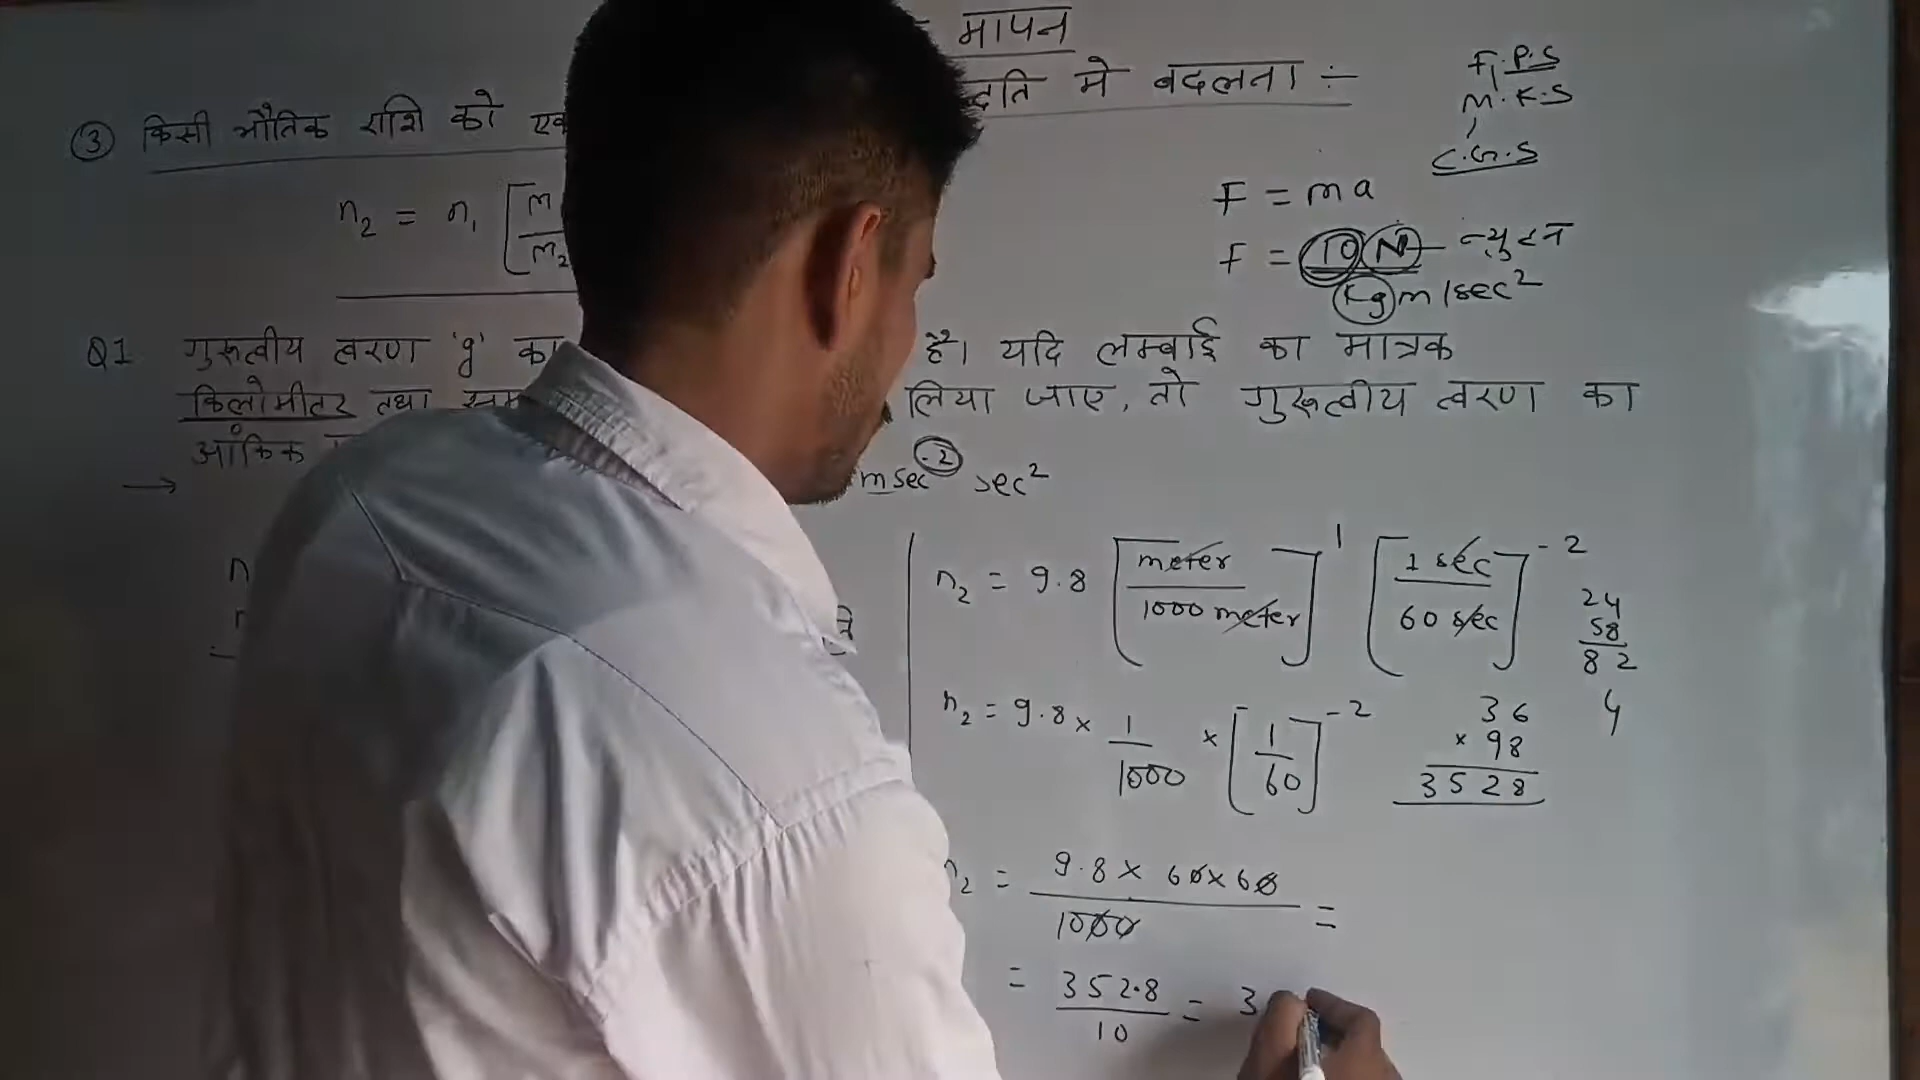 मापन
③ किसी भौतिक राशि को एक द्दति मे बदलना :-
F.P.S
M.K.S
C.G.S
n₂ = n₁ [m / m₂
F = ma
F = 10 N - न्यूटन
Kg m/sec²
Q1 गुरुत्वीय त्वरण 'g' का है। यदि लम्बाई का मात्रक
किलोमीटर तथा सम लिया जाए, तो गुरुत्वीय त्वरण का
आंकिक
→ msec⁻² sec²
n
n₂ = 9.8 [meter / 1000 meter]¹ [1 sec / 60 sec]⁻²
24
58
82
4
n₂ = 9.8 × 1/1000 × [1/60]⁻²
36
× 98
3528
n₂ = 9.8 × 60×60 / 1000 =
= 352.8 / 10 = 3